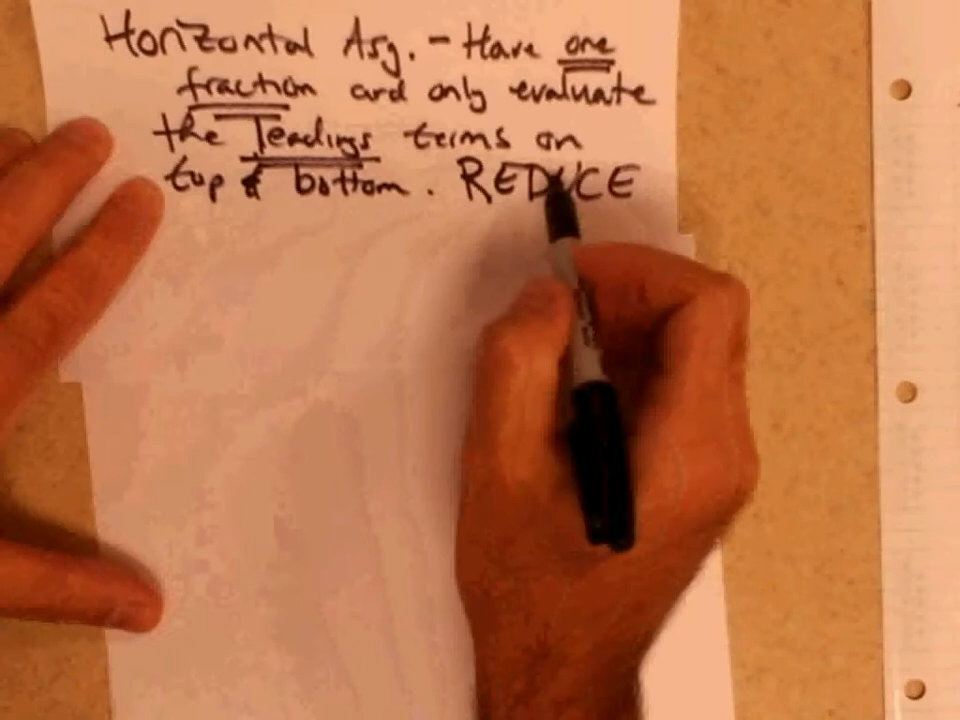 Horizontal Asy. - Have one
fraction and only evaluate
the leadings terms on
top & bottom. REDUCE